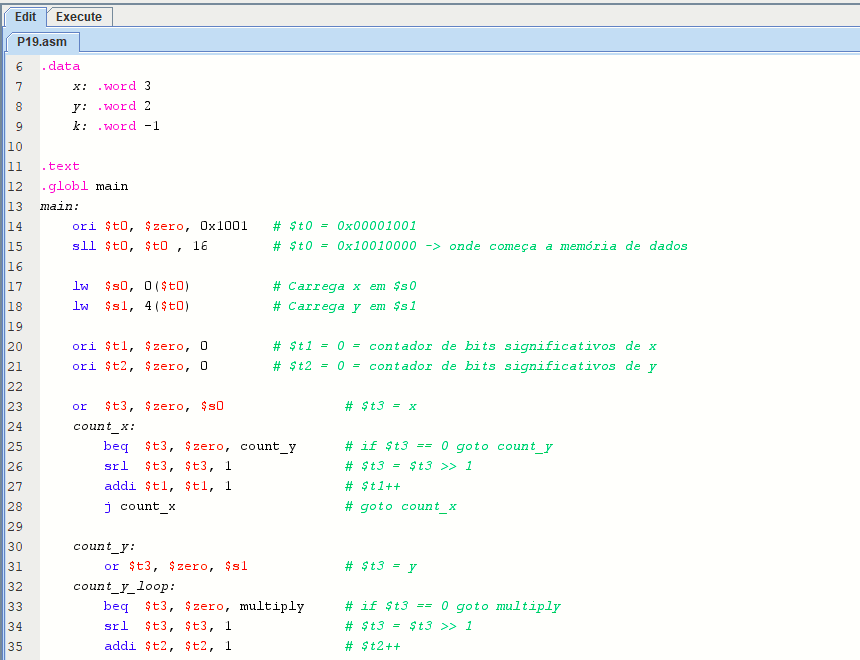 Edit Execute
P19.asm
6 .data
7 x: .word 3
8 y: .word 2
9 k: .word -1
10
11 .text
12 .globl main
13 main:
14 ori $t0, $zero, 0x1001 # $t0 = 0x00001001
15 sll $t0, $t0 , 16 # $t0 = 0x10010000 -> onde começa a memória de dados
16
17 lw $s0, 0($t0) # Carrega x em $s0
18 lw $s1, 4($t0) # Carrega y em $s1
19
20 ori $t1, $zero, 0 # $t1 = 0 = contador de bits significativos de x
21 ori $t2, $zero, 0 # $t2 = 0 = contador de bits significativos de y
22
23 or $t3, $zero, $s0 # $t3 = x
24 count_x:
25 beq $t3, $zero, count_y # if $t3 == 0 goto count_y
26 srl $t3, $t3, 1 # $t3 = $t3 >> 1
27 addi $t1, $t1, 1 # $t1++
28 j count_x # goto count_x
29
30 count_y:
31 or $t3, $zero, $s1 # $t3 = y
32 count_y_loop:
33 beq $t3, $zero, multiply # if $t3 == 0 goto multiply
34 srl $t3, $t3, 1 # $t3 = $t3 >> 1
35 addi $t2, $t2, 1 # $t2++